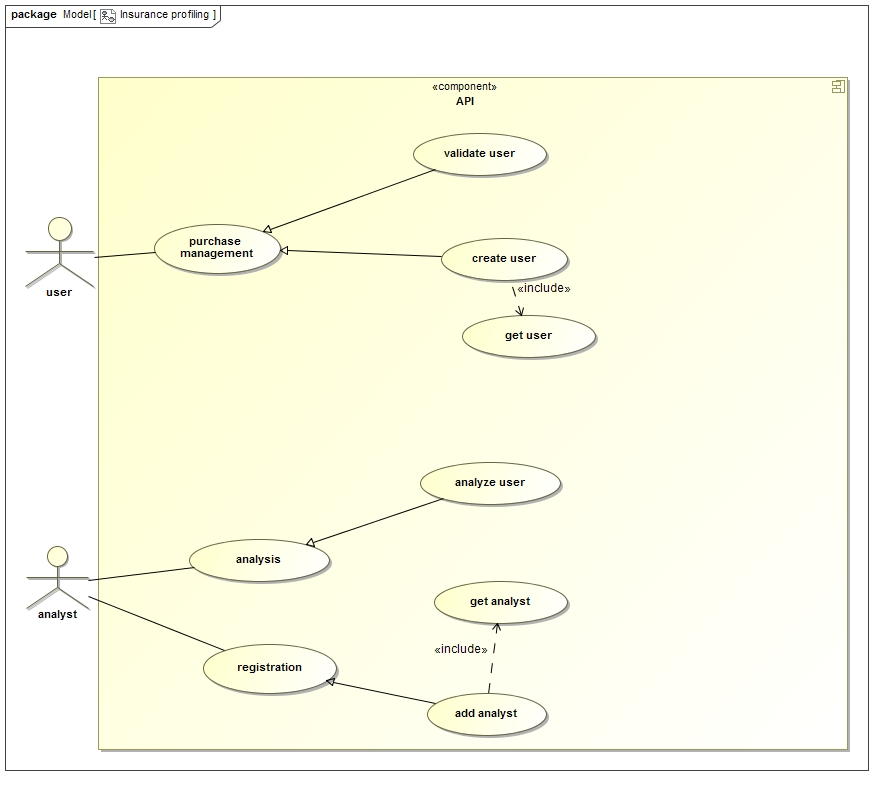 package Model[ Insurance profiling ]
«component»
API
validate user
purchase
management
create user
user
«include»
get user
analyze user
analysis
get analyst
analyst
«include»
registration
add analyst